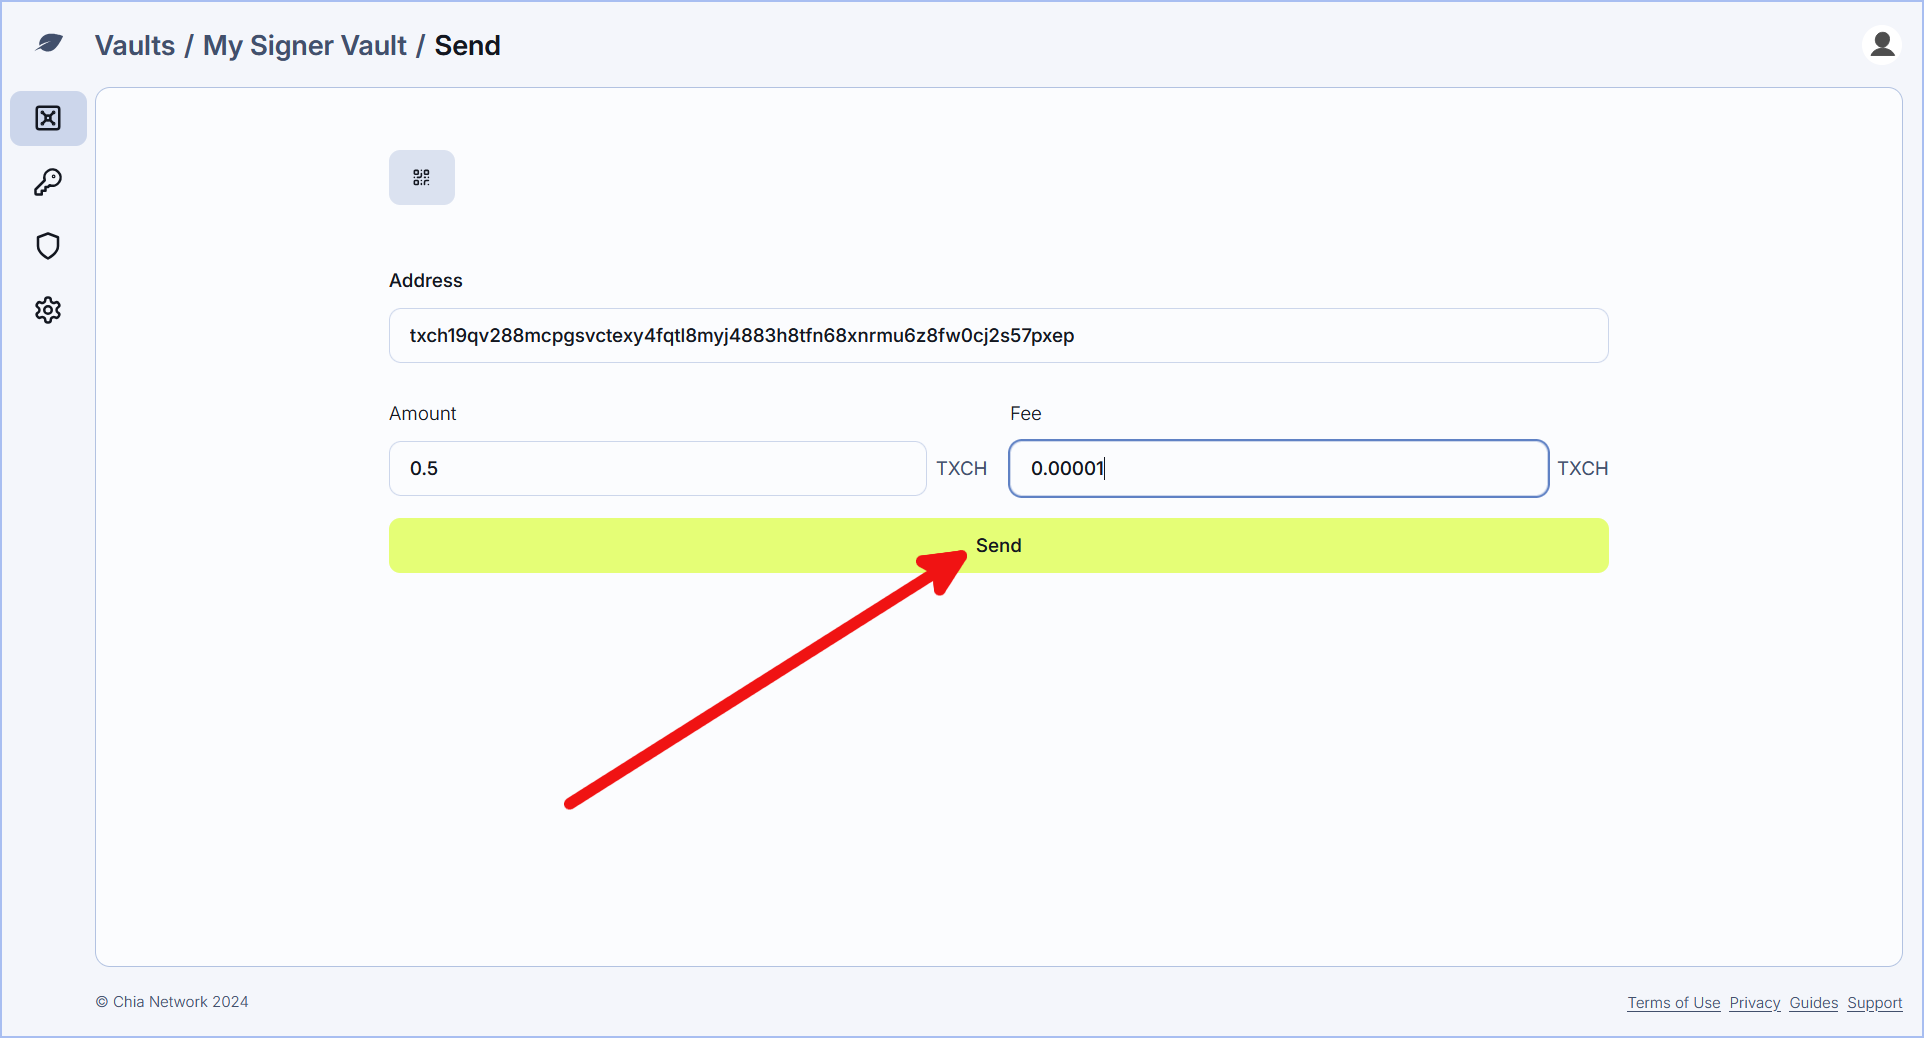 Vaults / My Signer Vault / Send
Address
txch19qv288mcpgsvctexy4fqtl8myj4883h8tfn68xnrmu6z8fw0cj2s57pxep
Amount Fee
0.5 TXCH 0.00001 TXCH
Send
© Chia Network 2024 Terms of Use Privacy Guides Support